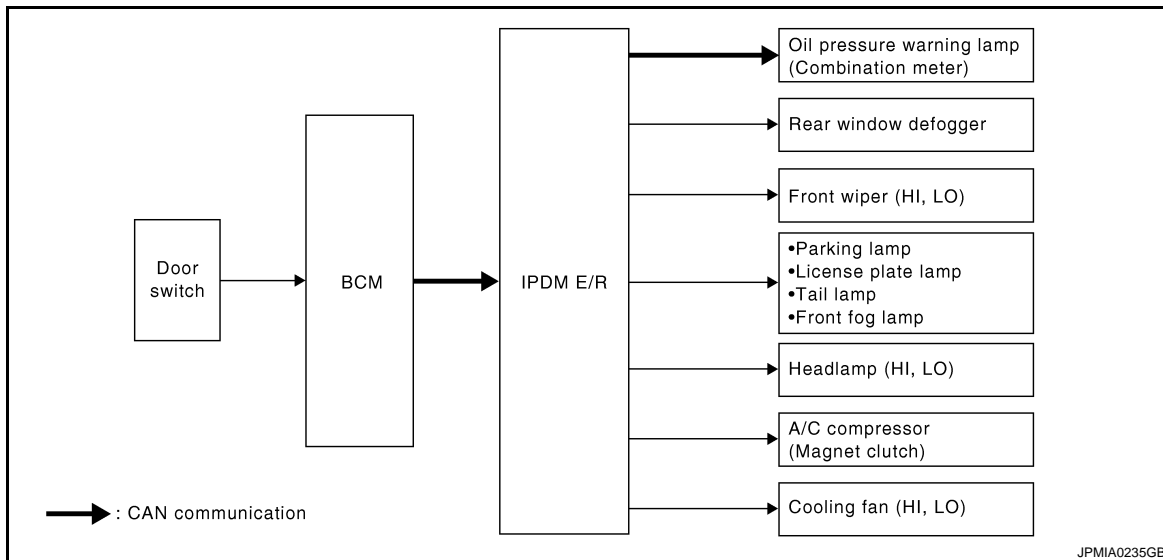 Oil pressure warning lamp
(Combination meter)
Rear window defogger
Front wiper (HI, LO)
Door
switch
BCM
IPDM E/R
•Parking lamp
•License plate lamp
•Tail lamp
•Front fog lamp
Headlamp (HI, LO)
A/C compressor
(Magnet clutch)
Cooling fan (HI, LO)
: CAN communication
JPMIA0235GB